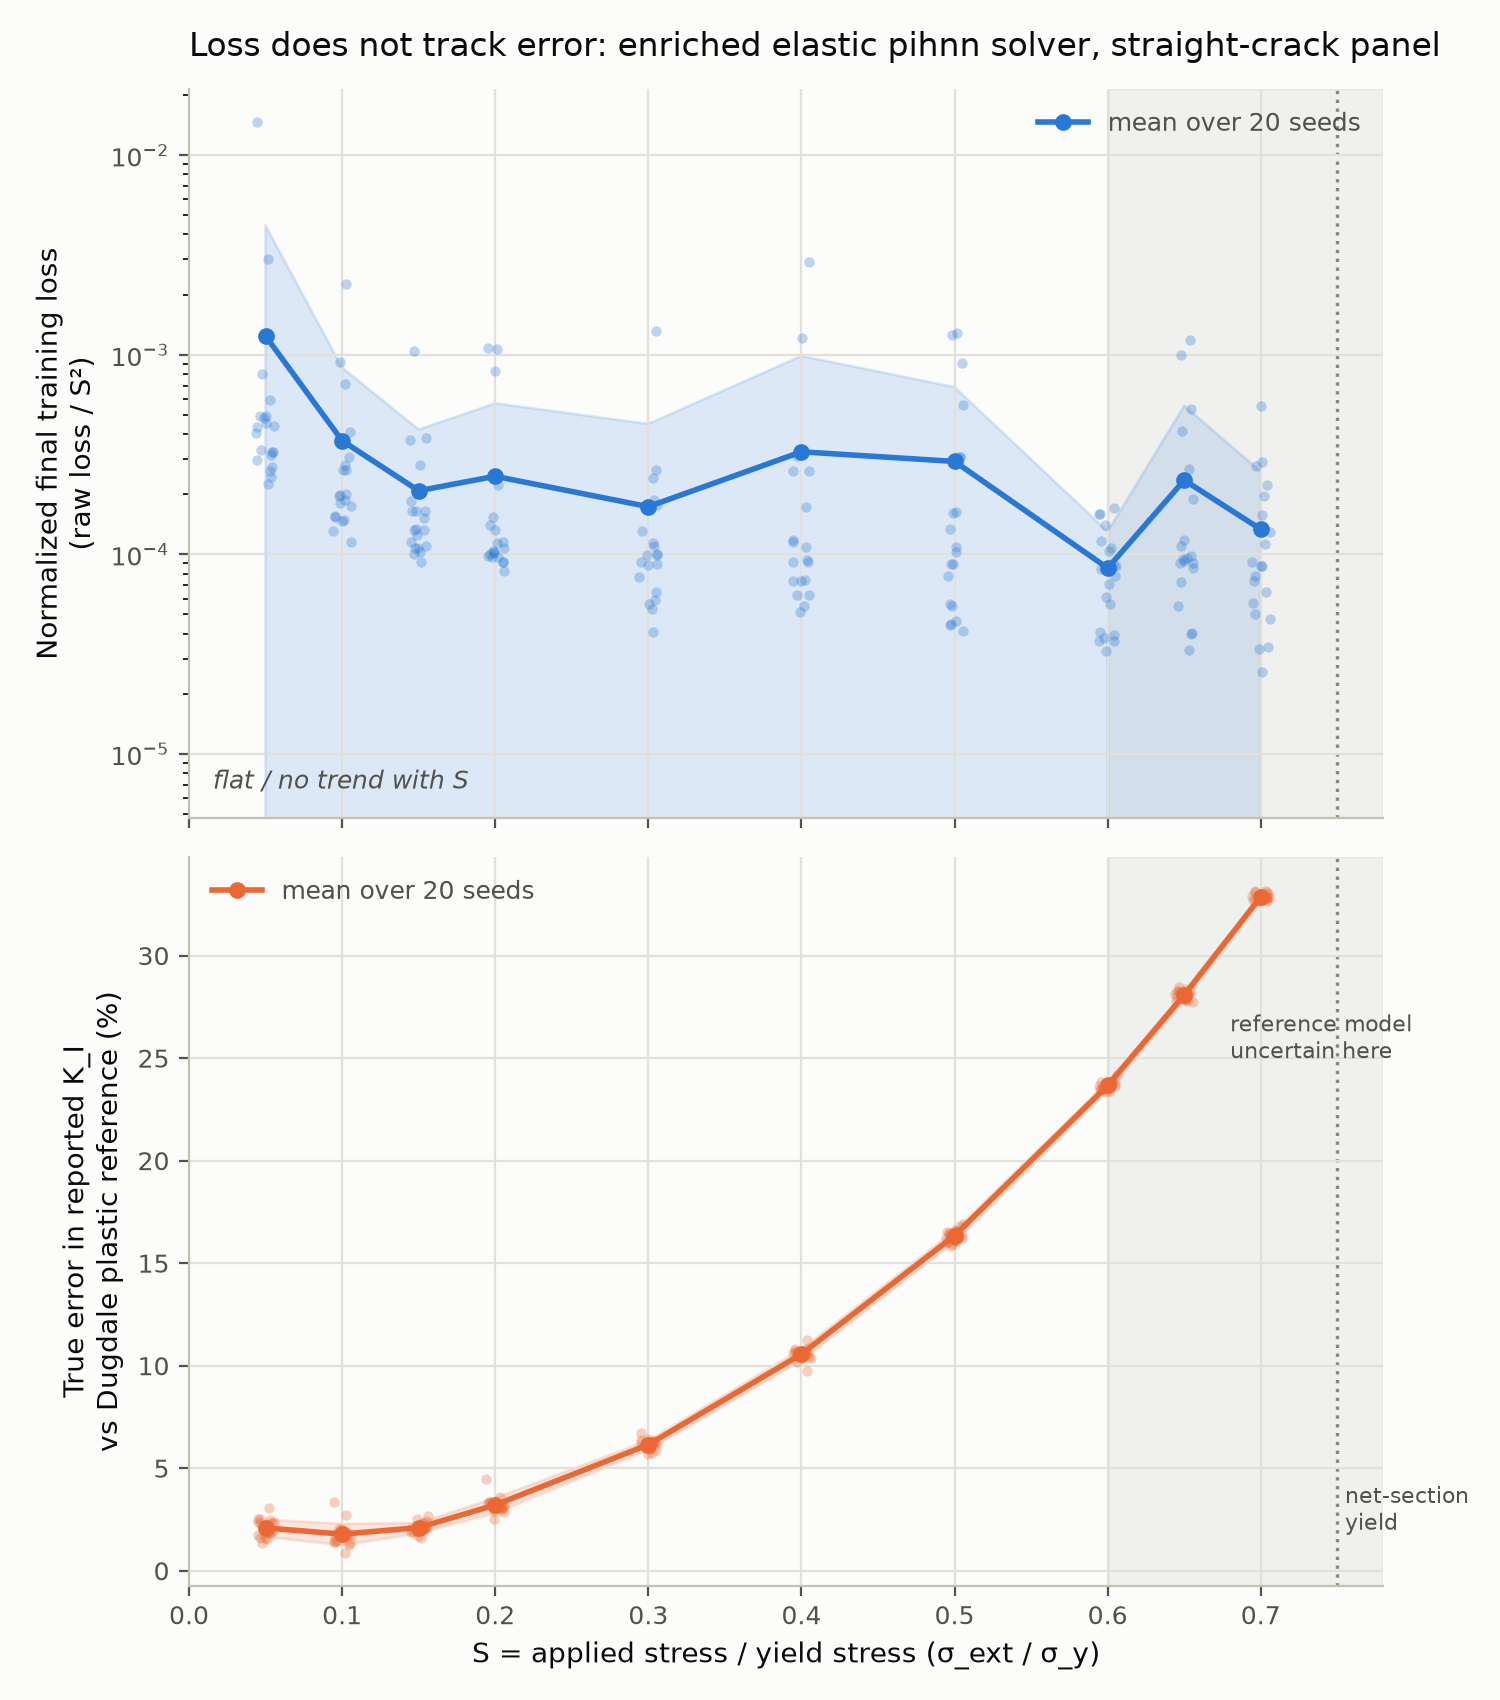 Loss does not track error: enriched elastic pihnn solver, straight-crack panel
mean over 20 seeds
Normalized final training loss
(raw loss / S²)
10⁻²
10⁻³
10⁻⁴
10⁻⁵
flat / no trend with S
mean over 20 seeds
True error in reported K_I
vs Dugdale plastic reference (%)
30
25
20
15
10
5
0
reference model
uncertain here
net-section
yield
0.0 0.1 0.2 0.3 0.4 0.5 0.6 0.7
S = applied stress / yield stress (σ_ext / σ_y)